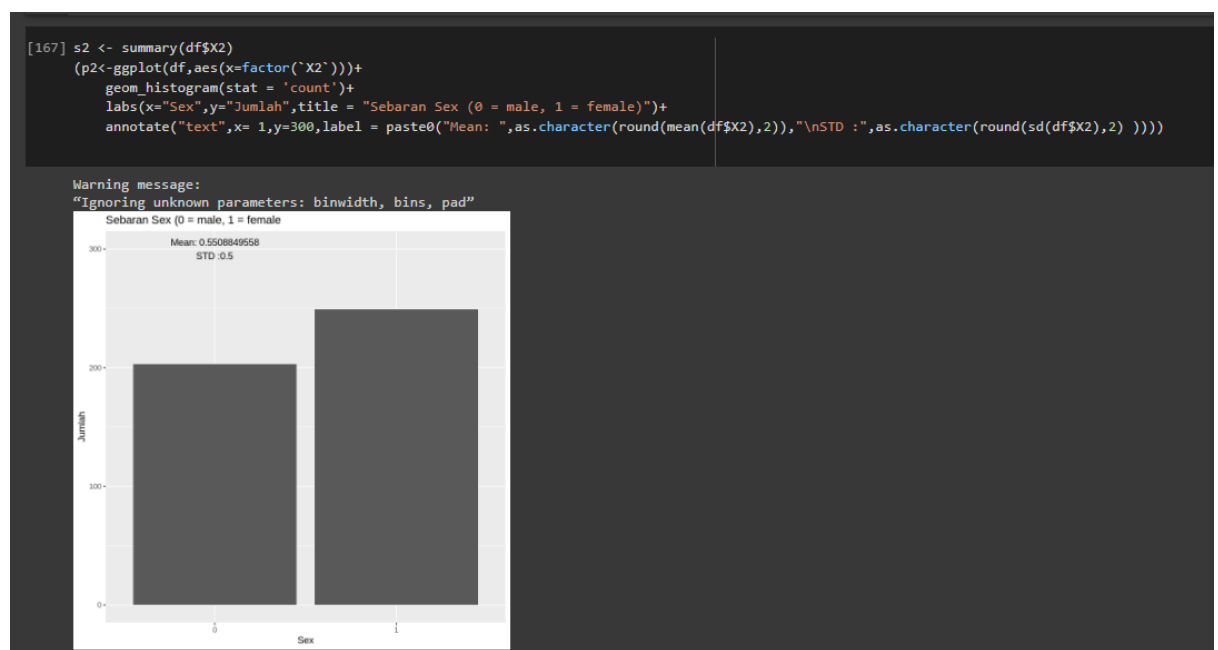 [167] s2 <- summary(df$X2)
(p2<-ggplot(df,aes(x=factor(`X2`)))+
geom_histogram(stat = 'count')+
labs(x="Sex",y="Jumlah",title = "Sebaran Sex (0 = male, 1 = female)")+
annotate("text",x= 1,y=300,label = paste0("Mean: ",as.character(round(mean(df$X2),2)),"\nSTD :",as.character(round(sd(df$X2),2) ))))
Warning message:
“Ignoring unknown parameters: binwidth, bins, pad”
Sebaran Sex (0 = male, 1 = female
Mean: 0.5508849558
STD :0.5
300
200
100
0
Jumlah
0
1
Sex